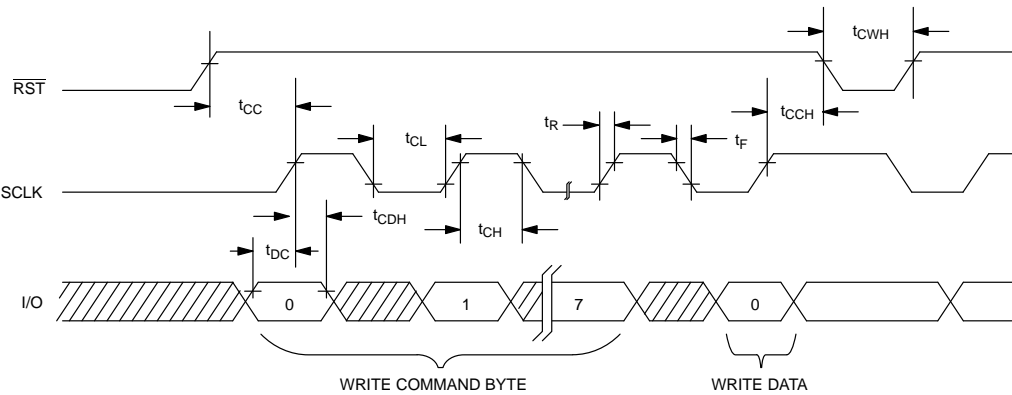 tCWH
RST
tCC
tCL
tR
tF
tCCH
SCLK
tCDH
tCH
tDC
I/O
0
1
7
0
WRITE COMMAND BYTE
WRITE DATA